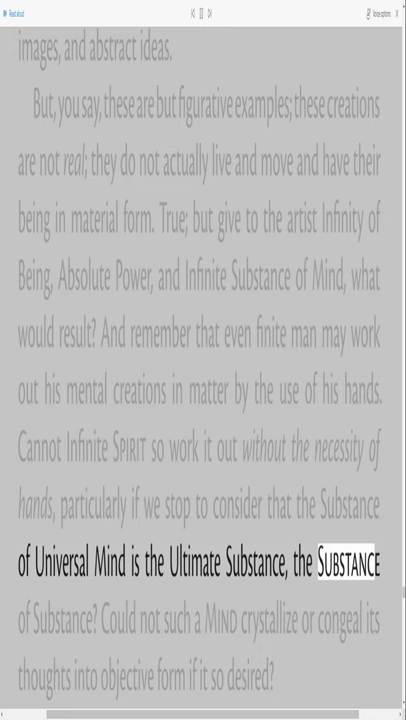 Read aloud
Voice options
images, and abstract ideas.
But, you say, these are but figurative examples; these creations
are not real; they do not actually live and move and have their
being in material form. True; but give to the artist Infinity of
Being, Absolute Power, and Infinite Substance of Mind, what
would result? And remember that even finite man may work
out his mental creations in matter by the use of his hands.
Cannot Infinite SPIRIT so work it out without the necessity of
hands, particularly if we stop to consider that the Substance
of Universal Mind is the Ultimate Substance, the SUBSTANCE
of Substance? Could not such a MIND crystallize or congeal its
thoughts into objective form if it so desired?